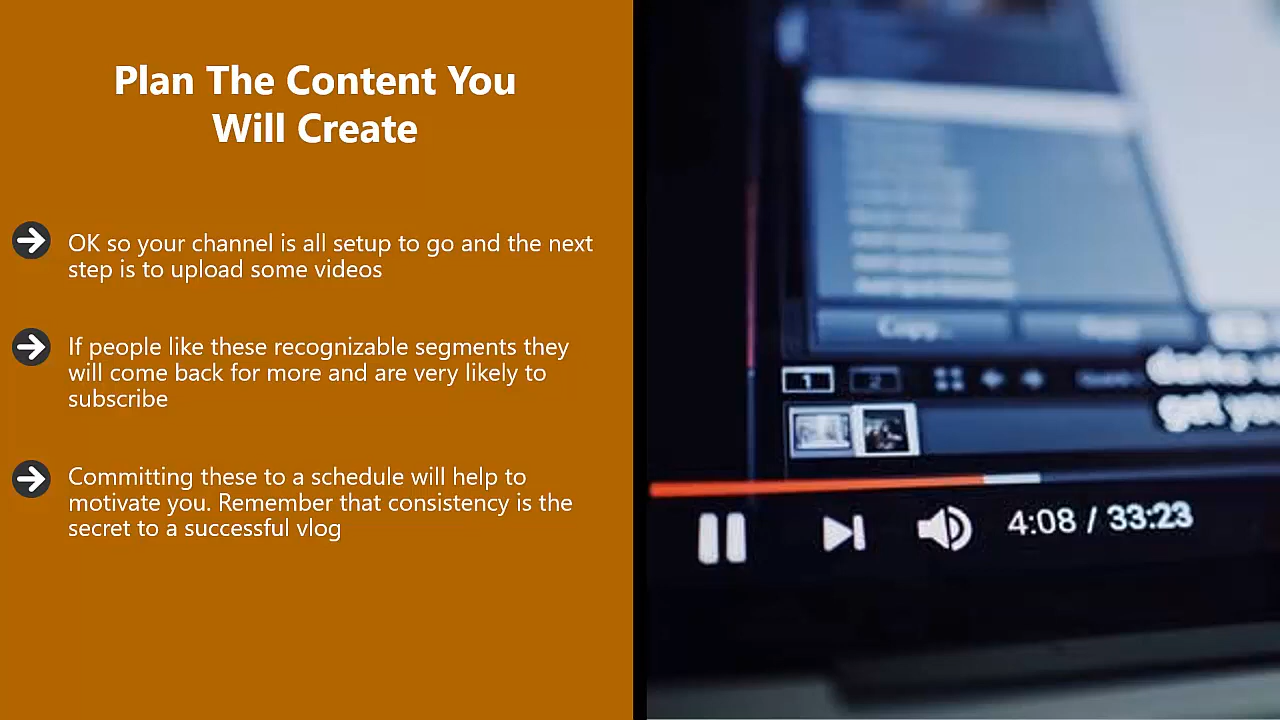 Plan The Content You
Will Create
OK so your channel is all setup to go and the next
step is to upload some videos
If people like these recognizable segments they
will come back for more and are very likely to
subscribe
Committing these to a schedule will help to
motivate you. Remember that consistency is the
secret to a successful vlog
Copy...
1
2
get you
4:08 / 33:23